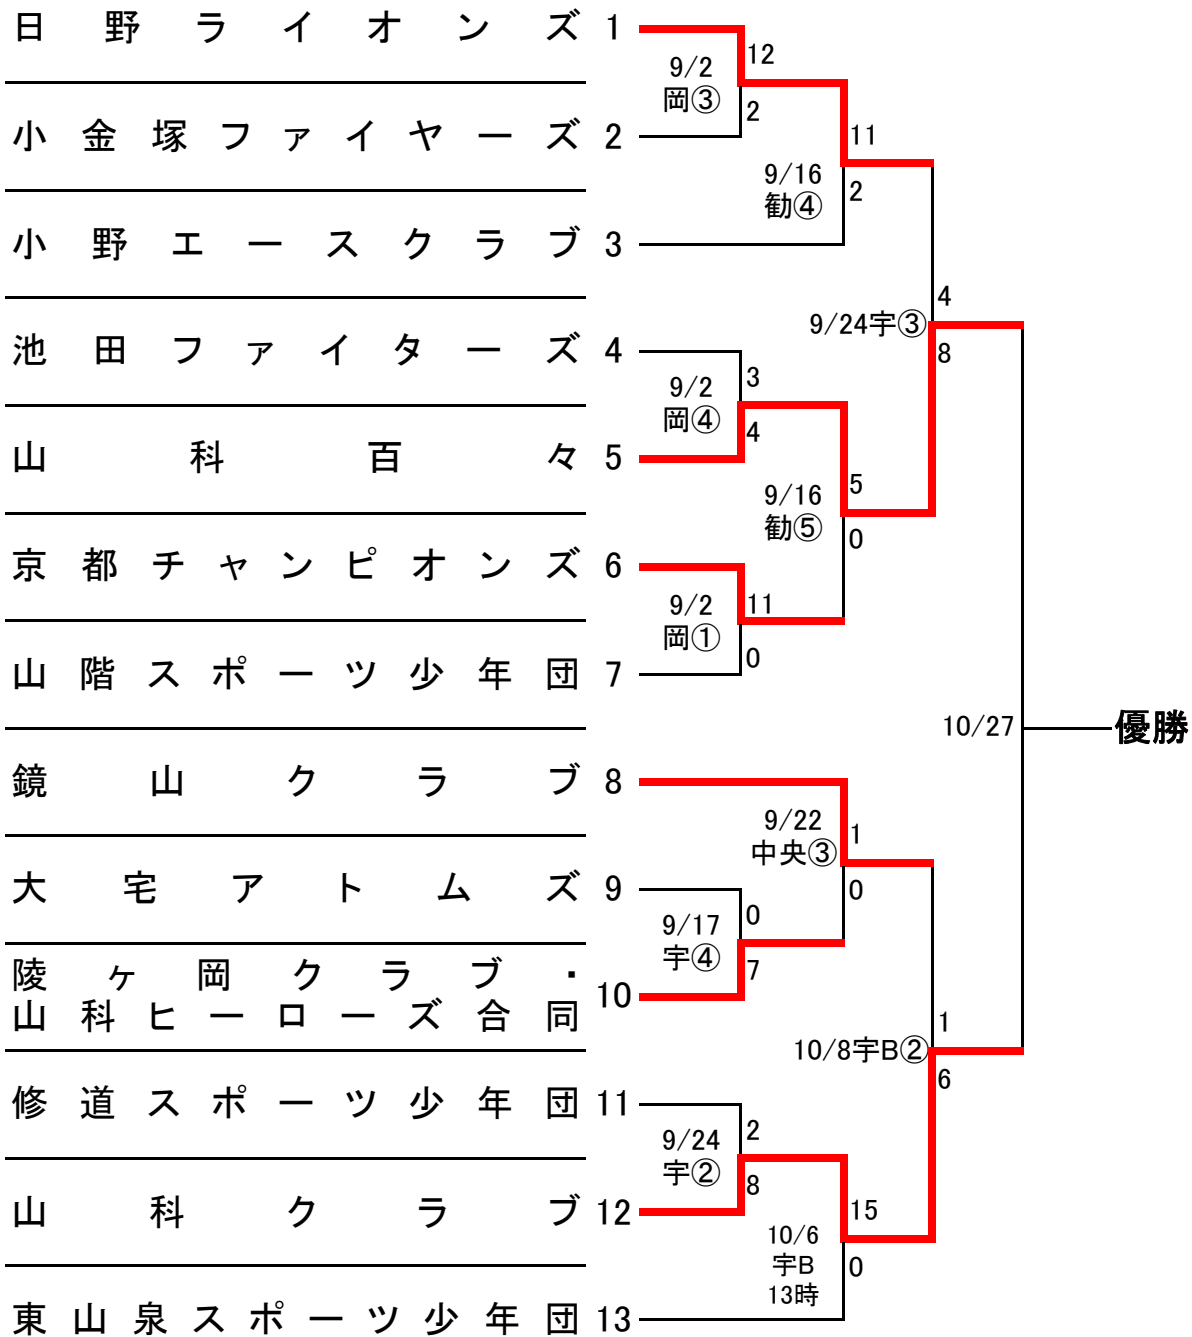 日野ライオンズ 1
12
9/2
岡③
2
小金塚ファイヤーズ 2
11
9/16
勧④
2
小野エースクラブ 3
4
9/24宇③
8
池田ファイターズ 4
3
9/2
岡④
4
山科百々 5
5
9/16
勧⑤
0
京都チャンピオンズ 6
11
9/2
岡①
0
山階スポーツ少年団 7
10/27
優勝
鏡山クラブ 8
1
9/22
中央③
0
大宅アトムズ 9
0
9/17
宇④
7
陵ヶ岡クラブ・
山科ヒーローズ合同
10
1
10/8宇B②
6
修道スポーツ少年団 11
2
9/24
宇②
8
山科クラブ 12
15
10/6
宇B
13時
0
東山泉スポーツ少年団 13